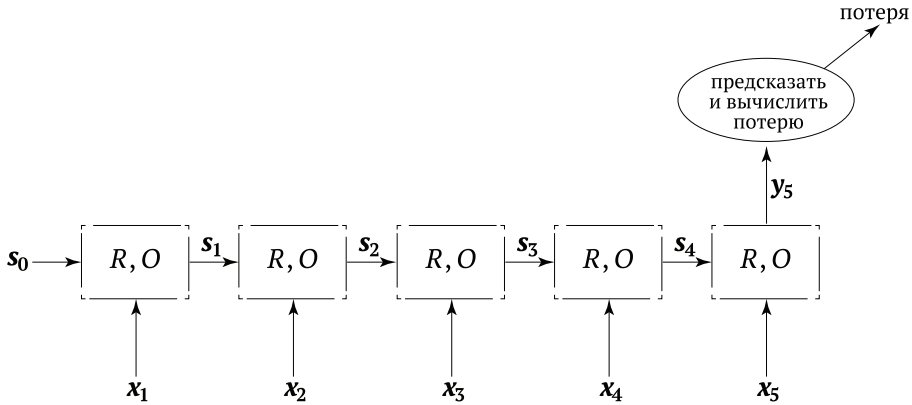 потеря
предсказать
и вычислить
потерю
y₅
s₀ R, O s₁ R, O s₂ R, O s₃ R, O s₄ R, O
x₁ x₂ x₃ x₄ x₅